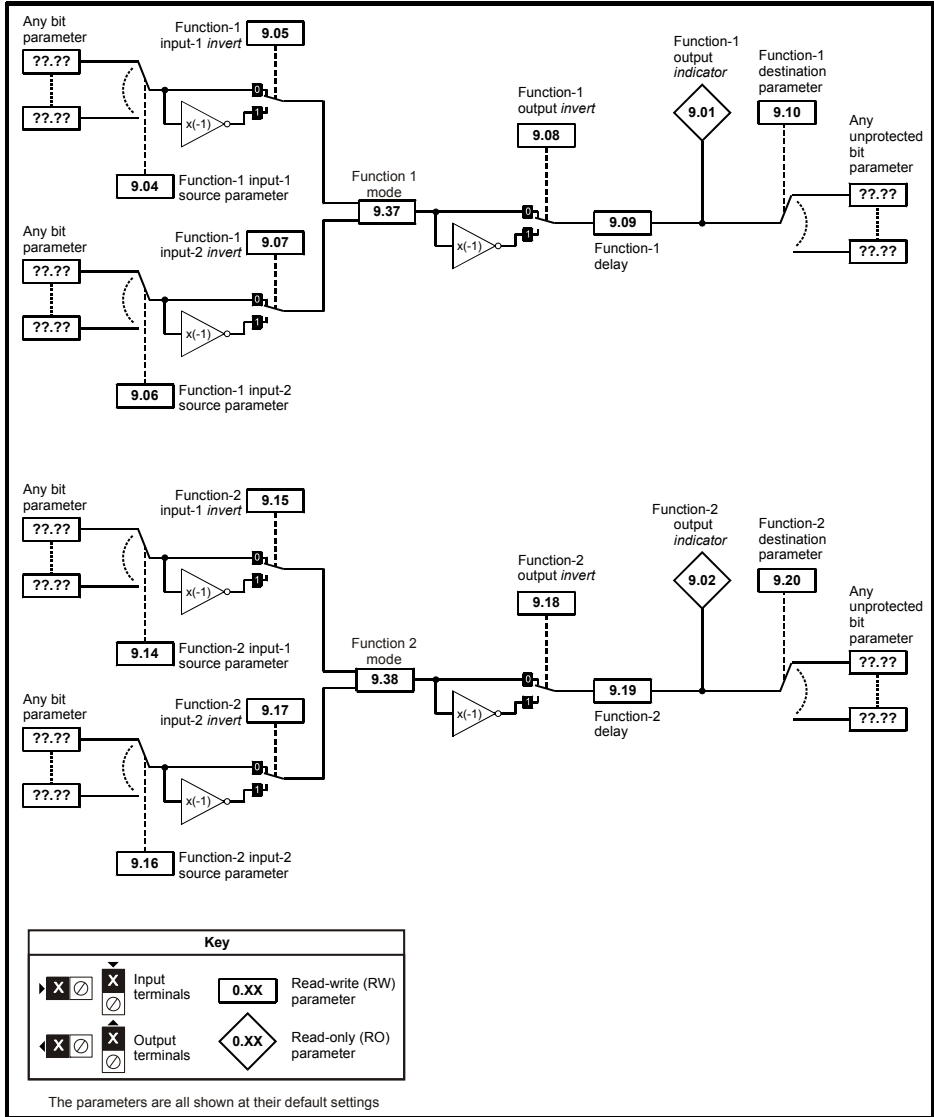 Any bit
parameter
??.??
??.??
Function-1
input-1 invert
9.05
0
1
x(-1)
9.04
Function-1 input-1
source parameter
Any bit
parameter
??.??
??.??
Function-1
input-2 invert
9.07
0
1
x(-1)
9.06
Function-1 input-2
source parameter
Function 1
mode
9.37
Function-1
output invert
9.08
0
1
x(-1)
9.09
Function-1
delay
Function-1
output
indicator
9.01
Function-1
destination
parameter
9.10
Any
unprotected
bit
parameter
??.??
??.??
Any bit
parameter
??.??
??.??
Function-2
input-1 invert
9.15
0
1
x(-1)
9.14
Function-2 input-1
source parameter
Any bit
parameter
??.??
??.??
Function-2
input-2 invert
9.17
0
1
x(-1)
9.16
Function-2 input-2
source parameter
Function 2
mode
9.38
Function-2
output invert
9.18
0
1
x(-1)
9.19
Function-2
delay
Function-2
output
indicator
9.02
Function-2
destination
parameter
9.20
Any
unprotected
bit
parameter
??.??
??.??
Key
X
X
Input
terminals
0.XX
Read-write (RW)
parameter
X
X
Output
terminals
0.XX
Read-only (RO)
parameter
The parameters are all shown at their default settings